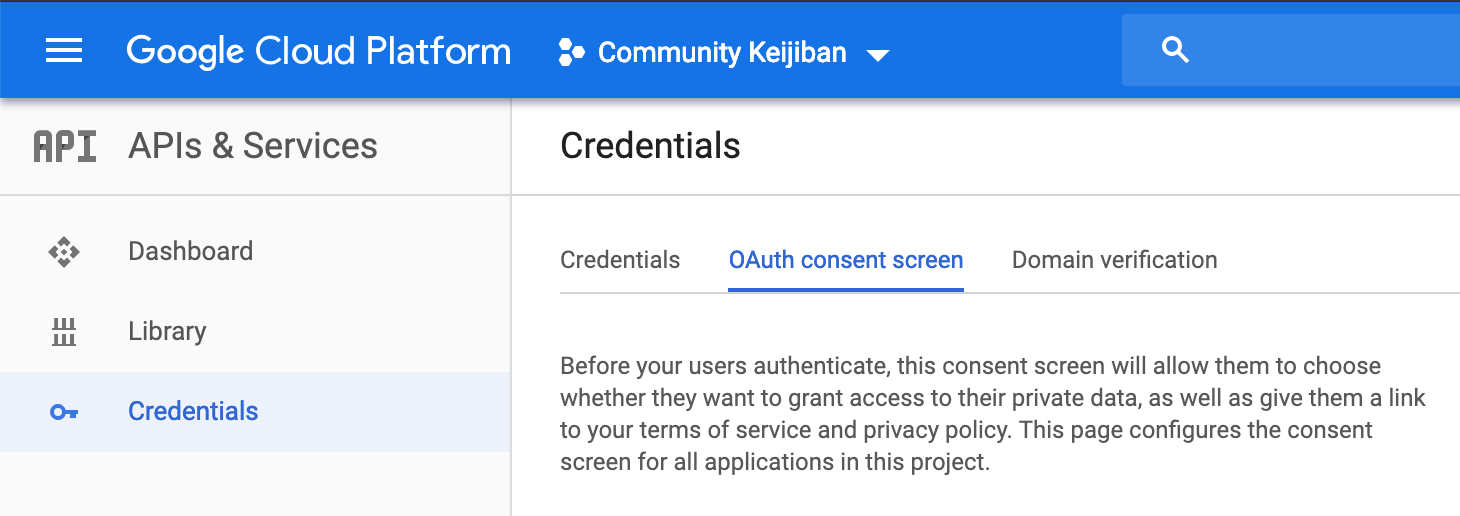 Google Cloud Platform
Community Keijiban
API
APIs & Services
Credentials
Dashboard
Library
Credentials
Credentials
OAuth consent screen
Domain verification
Before your users authenticate, this consent screen will allow them to choose
whether they want to grant access to their private data, as well as give them a link
to your terms of service and privacy policy. This page configures the consent
screen for all applications in this project.